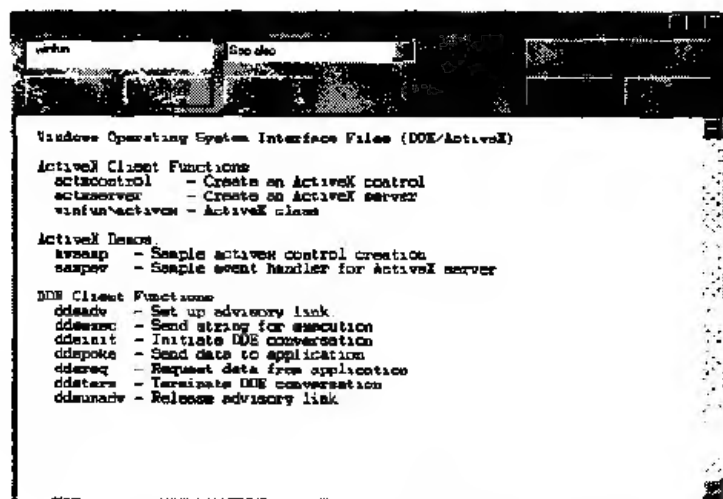 winfun
See also
Windows Operating System Interface Files (DDE/ActiveX)
ActiveX Client Functions
actxcontrol - Create an ActiveX control
actxserver - Create an ActiveX server
winfun\activex - ActiveX class
ActiveX Demos.
mwsamp - Sample activex control creation
sampev - Sample event handler for ActiveX server
DDE Client Functions
ddeadv - Set up advisory link.
ddeexec - Send string for execution
ddeinit - Initiate DDE conversation
ddepoke - Send data to application
ddereq - Request data from application
ddeterm - Terminate DDE conversation
ddeunadv - Release advisory link.